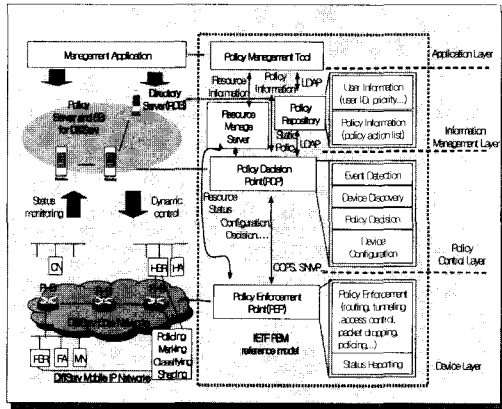 Management Application
Policy Management Tool
Application Layer
Directory
Server(RDB)
Resource
Information
Policy
Information
LDAP
User Information
(user ID, priority...)
Policy Information
(policy action list)
Information
Management Layer
Policy
Server and
for DiffServ
Resource
Manage
Server
Policy
Repository
Static
Policy
LDAP
Policy Decision
Point(PDP)
Event Detection
Device Discovery
Policy Decision
Device
Configuration
Policy
Control Layer
Status
monitoring
Dynamic
control
Resource
Status
Configuration,
Decision....
COPS, SNMP
CN
HBR
HA
Policy Enforcement
Point(PEP)
Policy Enforcement
(routing, tunneling
,access control,
packet dropping,
policing...)
Status Reporting
IETF PBM
reference model
FBR
FA
MN
Policing
Marking
Classifying
Shaping
DiffServ Mobile IP Networks
Device Layer